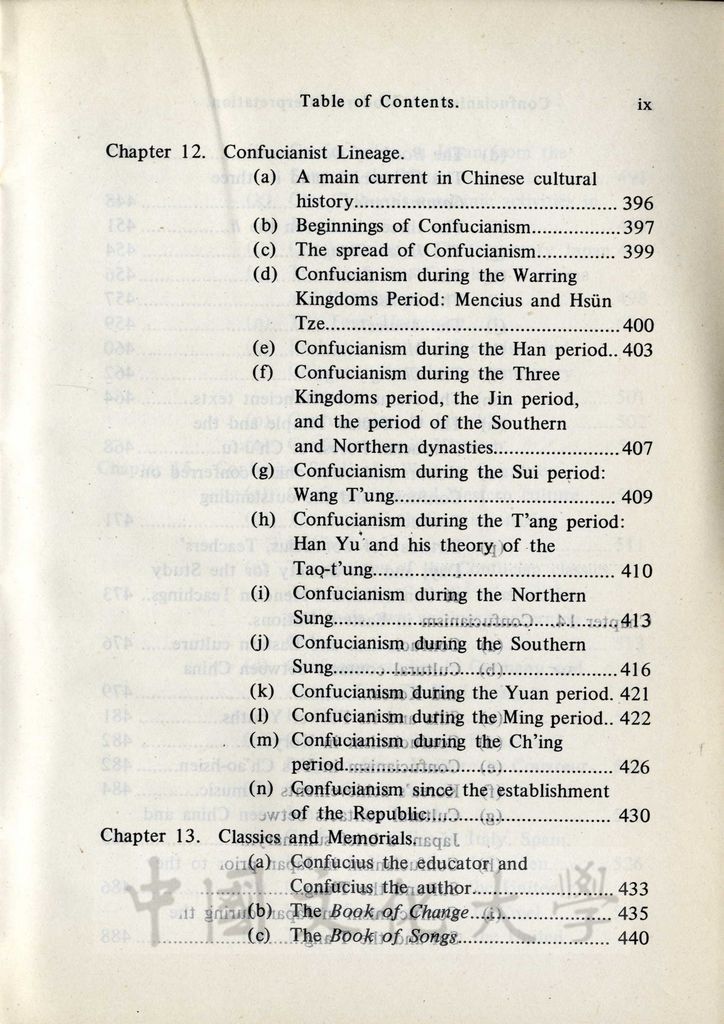 Table of Contents.
ix
Chapter 12. Confucianist Lineage.
(a) A main current in Chinese cultural
history..................................... 396
(b) Beginnings of Confucianism............. 397
(c) The spread of Confucianism.............. 399
(d) Confucianism during the Warring
Kingdoms Period: Mencius and Hsün
Tze.......................................... 400
(e) Confucianism during the Han period.. 403
(f) Confucianism during the Three
Kingdoms period, the Jin period,
and the period of the Southern
and Northern dynasties..................... 407
(g) Confucianism during the Sui period:
Wang T'ung................................... 409
(h) Confucianism during the T'ang period:
Han Yu and his theory of the
Tao-t'ung...................................... 410
(i) Confucianism during the Northern
Sung............................................. 413
(j) Confucianism during the Southern
Sung............................................. 416
(k) Confucianism during the Yuan period. 421
(l) Confucianism during the Ming period.. 422
(m) Confucianism during the Ch'ing
period.......................................... 426
(n) Confucianism since the establishment
of the Republic............................... 430
Chapter 13. Classics and Memorials.
(a) Confucius the educator and
Confucius the author....................... 433
(b) The Book of Change....................... 435
(c) The Book of Songs.......................... 440
中國文化大學